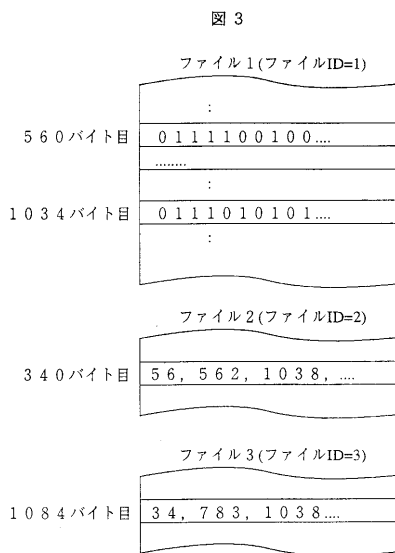 図３
ファイル１(ファイルID=1)
:
５６０バイト目 ０１１１１００１００....
........
:
１０３４バイト目 ０１１１０１０１０１....
:
ファイル２(ファイルID=2)
３４０バイト目 ５６，５６２，１０３８，....
ファイル３(ファイルID=3)
１０８４バイト目 ３４，７８３，１０３８....